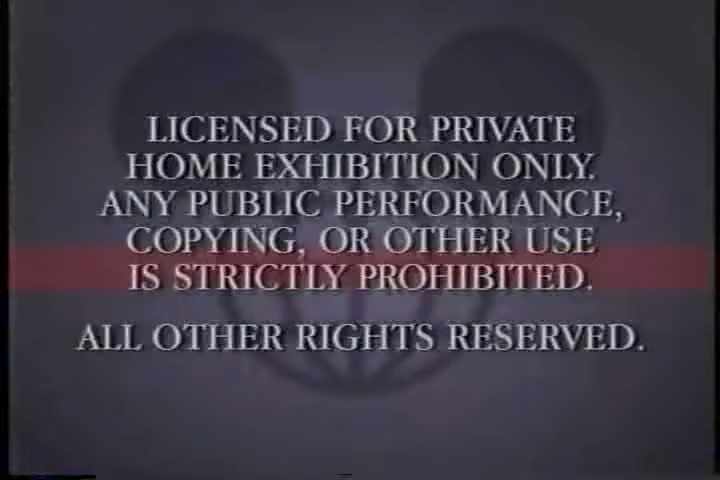 LICENSED FOR PRIVATE
HOME EXHIBITION ONLY.
ANY PUBLIC PERFORMANCE,
COPYING, OR OTHER USE
IS STRICTLY PROHIBITED.
ALL OTHER RIGHTS RESERVED.